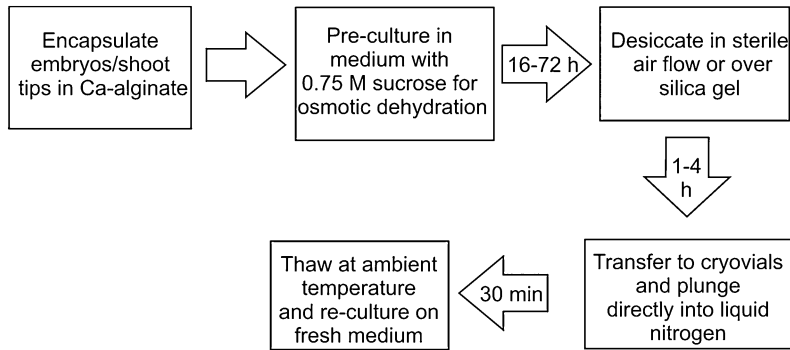 Encapsulate
embryos/shoot
tips in Ca-alginate
Pre-culture in
medium with
0.75 M sucrose for
osmotic dehydration
16-72 h
Desiccate in sterile
air flow or over
silica gel
1-4
h
Transfer to cryovials
and plunge
directly into liquid
nitrogen
30 min
Thaw at ambient
temperature
and re-culture on
fresh medium